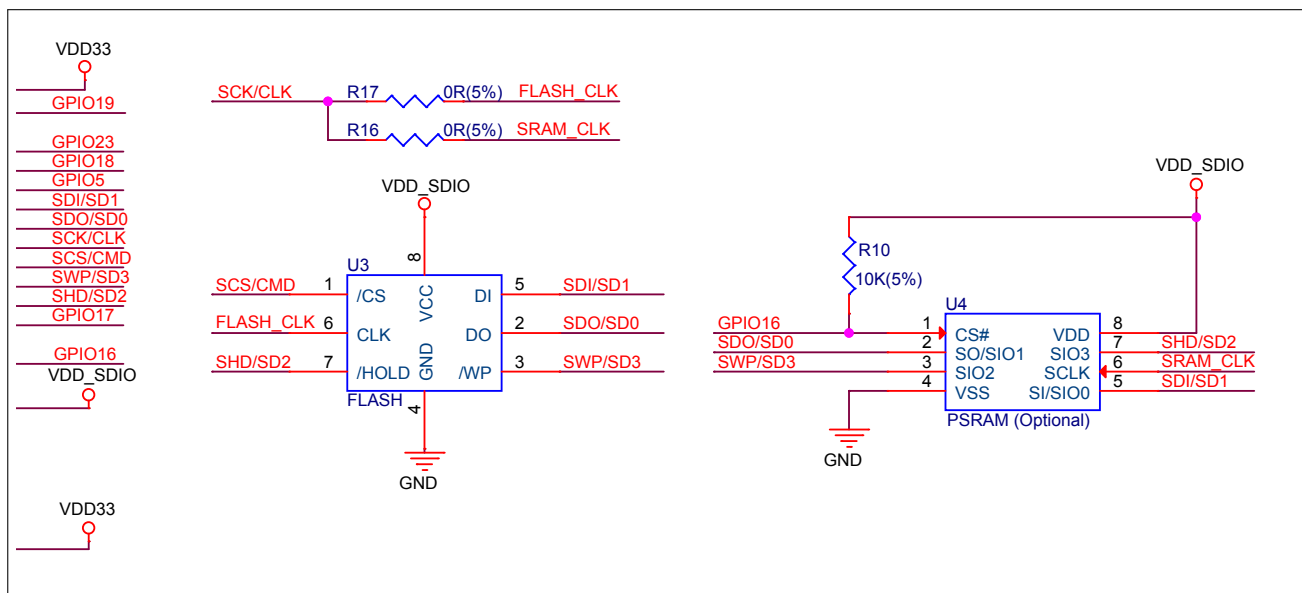 VDD33
GPIO19
GPIO23
GPIO18
GPIO5
SDI/SD1
SDO/SD0
SCK/CLK
SCS/CMD
SWP/SD3
SHD/SD2
GPIO17
GPIO16
VDD_SDIO
VDD33
SCK/CLK R17 0R(5%) FLASH_CLK
R16 0R(5%) SRAM_CLK
VDD_SDIO
8
U3
SCS/CMD 1 /CS VCC DI 5 SDI/SD1
FLASH_CLK 6 CLK DO 2 SDO/SD0
SHD/SD2 7 /HOLD GND /WP 3 SWP/SD3
FLASH
4
GND
VDD_SDIO
R10
10K(5%)
U4
GPIO16 1 CS# VDD 8
SDO/SD0 2 SO/SIO1 SIO3 7 SHD/SD2
SWP/SD3 3 SIO2 SCLK 6 SRAM_CLK
4 VSS SI/SIO0 5 SDI/SD1
PSRAM (Optional)
GND